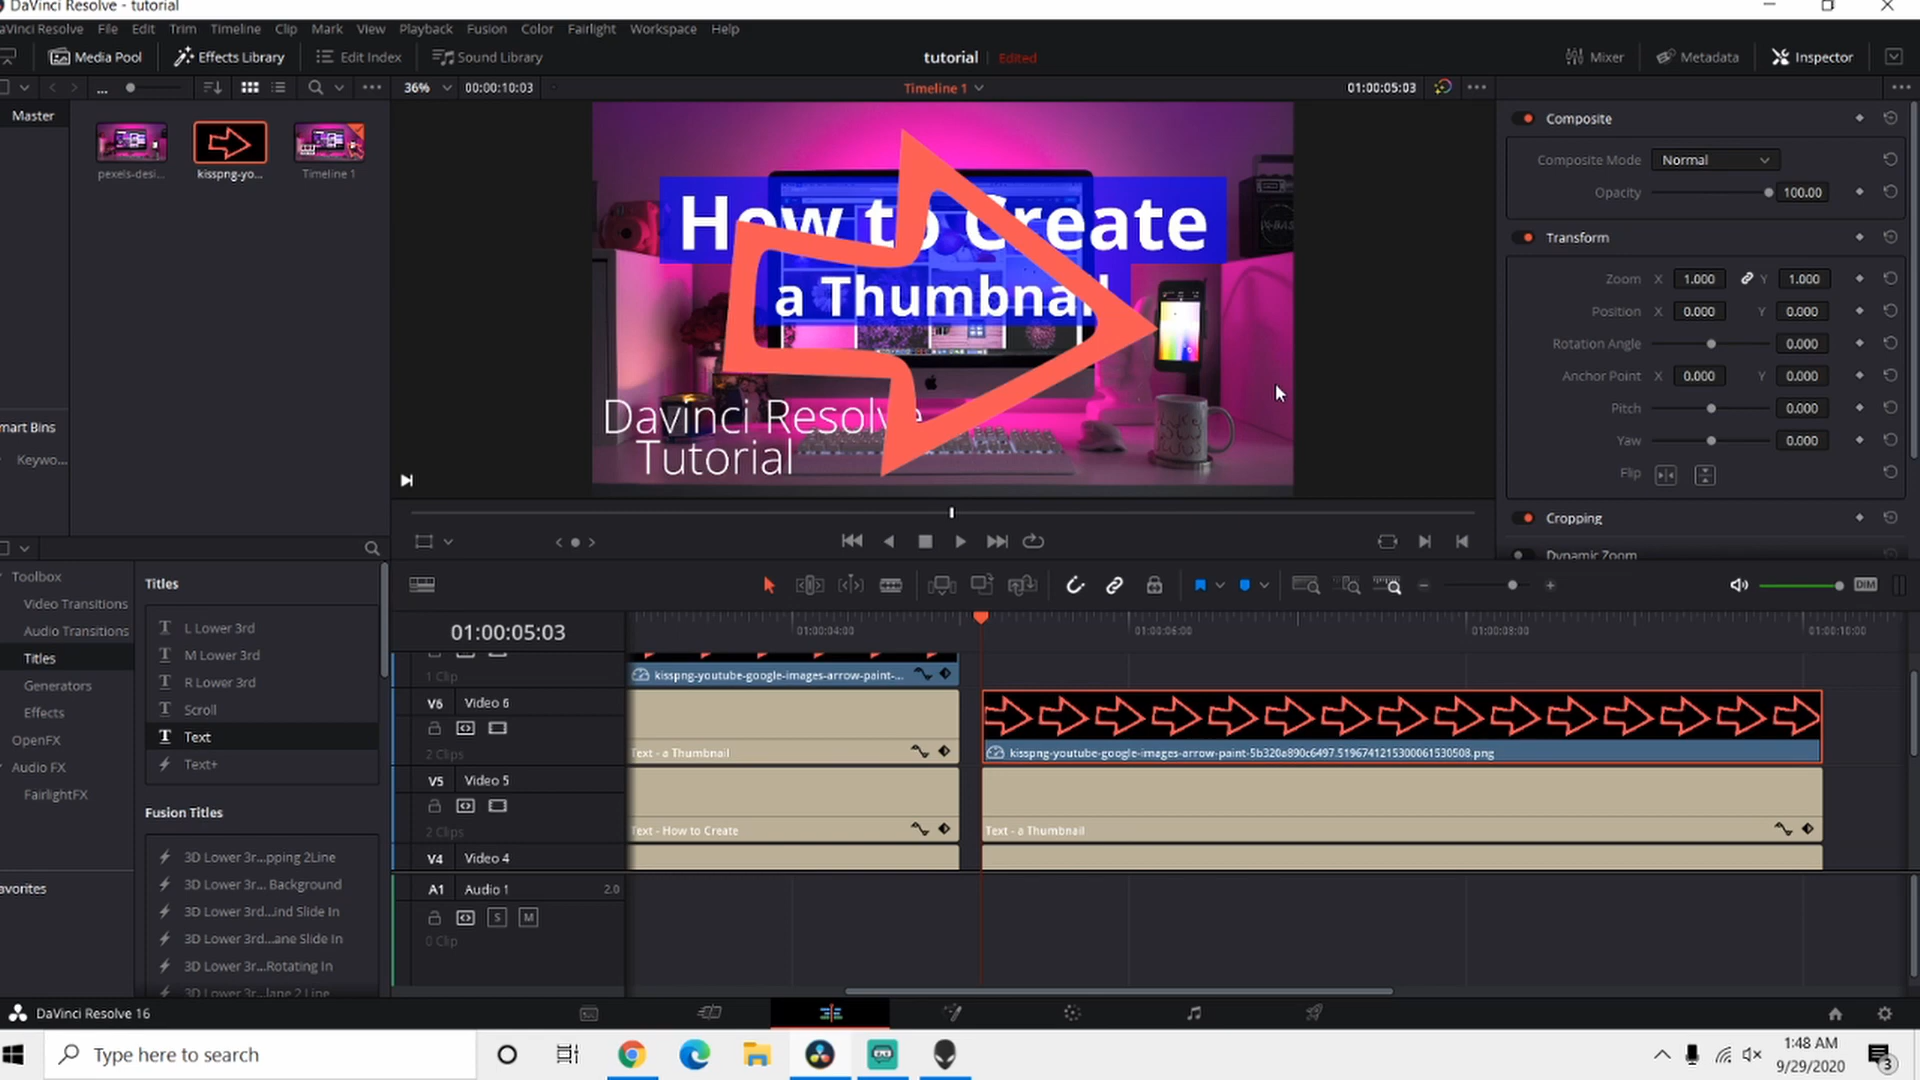 DaVinci Resolve - tutorial
aVinci Resolve File Edit Trim Timeline Clip Mark View Playback Fusion Color Fairlight Workspace Help
Media Pool Effects Library Edit Index Sound Library
tutorial Edited
Mixer Metadata Inspector
36% 00:00:10:03 Timeline 1 01:00:05:03
Master
pexels-desi... kisspng-yo... Timeline 1
mart Bins
Keywo...
How to Create
a Thumbnail
Davinci Resolve
Tutorial
Composite
Composite Mode Normal
Opacity 100.00
Transform
Zoom X 1.000 Y 1.000
Position X 0.000 Y 0.000
Rotation Angle 0.000
Anchor Point X 0.000 Y 0.000
Pitch 0.000
Yaw 0.000
Flip
Cropping
Dynamic Zoom
Toolbox
Video Transitions
Audio Transitions
Titles
Generators
Effects
OpenFX
Audio FX
FairlightFX
avorites
Titles
L Lower 3rd
M Lower 3rd
R Lower 3rd
Scroll
Text
Text+
Fusion Titles
3D Lower 3r...pping 2Line
3D Lower 3r... Background
3D Lower 3rd...ind Slide In
3D Lower 3rd...ane Slide In
3D Lower 3r...Rotating In
3D Lower 3r...lane 2 Line
DIM
01:00:05:03
01:00:04:00 01:00:06:00 01:00:08:00 01:00:10:00
1 Clip
kisspng-youtube-google-images-arrow-paint-...
V6 Video 6
2 Clips
Text - a Thumbnail
kisspng-youtube-google-images-arrow-paint-5b320a890c6497.5196741215300061530508.png
V5 Video 5
2 Clips
Text - How to Create
Text - a Thumbnail
V4 Video 4
A1 Audio 1 2.0
S M
0 Clip
DaVinci Resolve 16
Type here to search
1:48 AM
9/29/2020
3